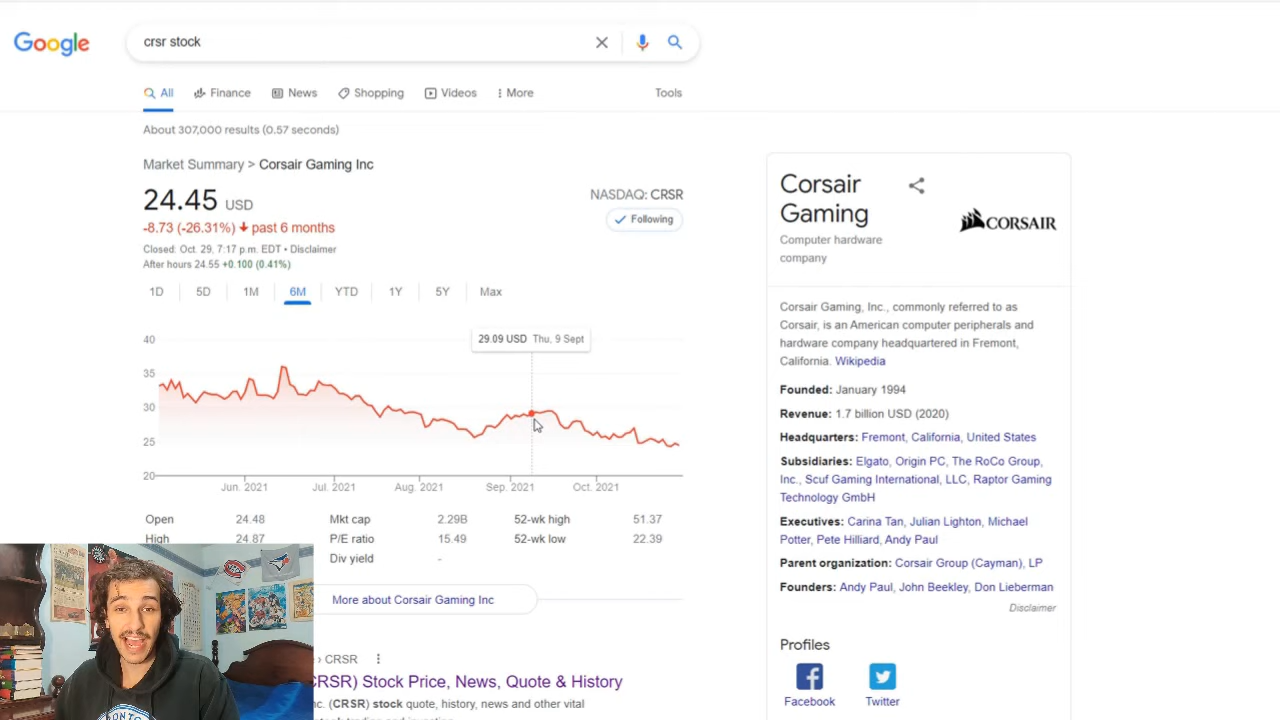 Google
crsr stock
All
Finance
News
Shopping
Videos
More
Tools
About 307,000 results (0.57 seconds)
Market Summary > Corsair Gaming Inc
24.45 USD
NASDAQ: CRSR
Following
-8.73 (-26.31%) past 6 months
Closed: Oct. 29, 7:17 p.m. EDT • Disclaimer
After hours 24.55 +0.100 (0.41%)
1D
5D
1M
6M
YTD
1Y
5Y
Max
29.09 USD Thu, 9 Sept
40
35
30
25
20
Jun. 2021
Jul. 2021
Aug. 2021
Sep. 2021
Oct. 2021
Open 24.48
Mkt cap 2.29B
52-wk high 51.37
High 24.87
P/E ratio 15.49
52-wk low 22.39
Div yield -
More about Corsair Gaming Inc
› CRSR
CRSR) Stock Price, News, Quote & History
nc. (CRSR) stock quote, history, news and other vital
Corsair
Gaming
CORSAIR
Computer hardware
company
Corsair Gaming, Inc., commonly referred to as
Corsair, is an American computer peripherals and
hardware company headquartered in Fremont,
California. Wikipedia
Founded: January 1994
Revenue: 1.7 billion USD (2020)
Headquarters: Fremont, California, United States
Subsidiaries: Elgato, Origin PC, The RoCo Group,
Inc., Scuf Gaming International, LLC, Raptor Gaming
Technology GmbH
Executives: Carina Tan, Julian Lighton, Michael
Potter, Pete Hilliard, Andy Paul
Parent organization: Corsair Group (Cayman), LP
Founders: Andy Paul, John Beekley, Don Lieberman
Disclaimer
Profiles
Facebook
Twitter